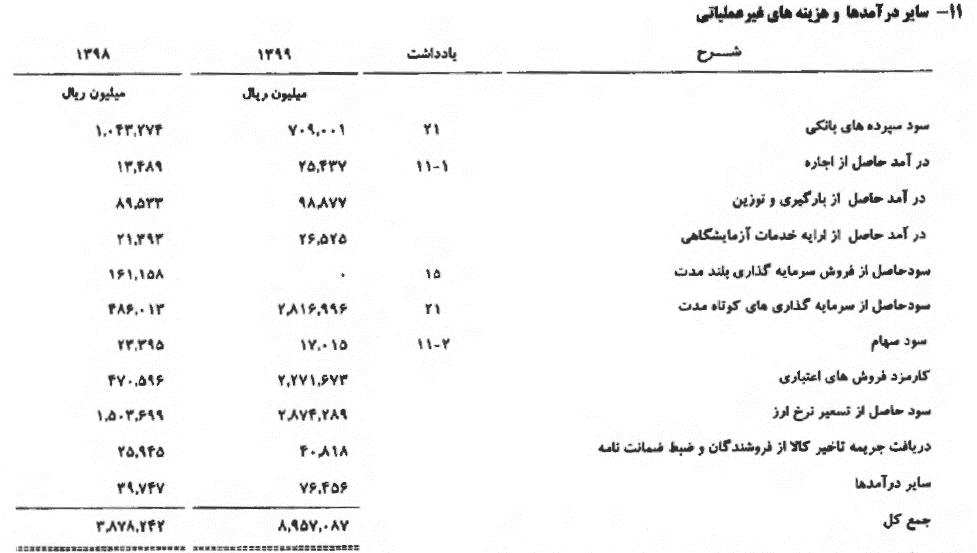 ۱۱- سایر درآمدها و هزینه های غیرعملیاتی
شـــرح یادداشت ۱۳۹۹ ۱۳۹۸
میلیون ریال میلیون ریال
سود سپرده های بانکی ۲۱ ۷۰۹,۰۰۱ ۱,۰۴۳,۲۷۴
در آمد حاصل از اجاره ۱۱-۱ ۲۵,۴۳۷ ۱۳,۴۸۹
در آمد حاصل از بارگیری و توزین ۹۸,۸۷۷ ۸۹,۵۳۳
در آمد حاصل از ارایه خدمات آزمایشگاهی ۲۶,۵۲۵ ۲۱,۳۹۳
سودحاصل از فروش سرمایه گذاری بلند مدت ۱۵ ۰ ۱۶۱,۱۵۸
سودحاصل از سرمایه گذاری های کوتاه مدت ۲۱ ۲,۸۱۶,۹۹۶ ۴۸۶,۰۱۳
سود سهام ۱۱-۲ ۱۷,۰۱۵ ۲۳,۳۹۵
کارمزد فروش های اعتباری ۲,۲۷۱,۶۷۳ ۴۷۰,۵۹۶
سود حاصل از تسعیر نرخ ارز ۲,۸۷۴,۲۸۹ ۱,۵۰۳,۶۹۹
دریافت جریمه تاخیر کالا از فروشندگان و ضبط ضمانت نامه ۴۰,۸۱۸ ۲۵,۹۴۵
سایر درآمدها ۷۶,۴۵۶ ۳۹,۷۴۷
جمع کل ۸,۹۵۷,۰۸۷ ۳,۸۷۸,۲۴۲